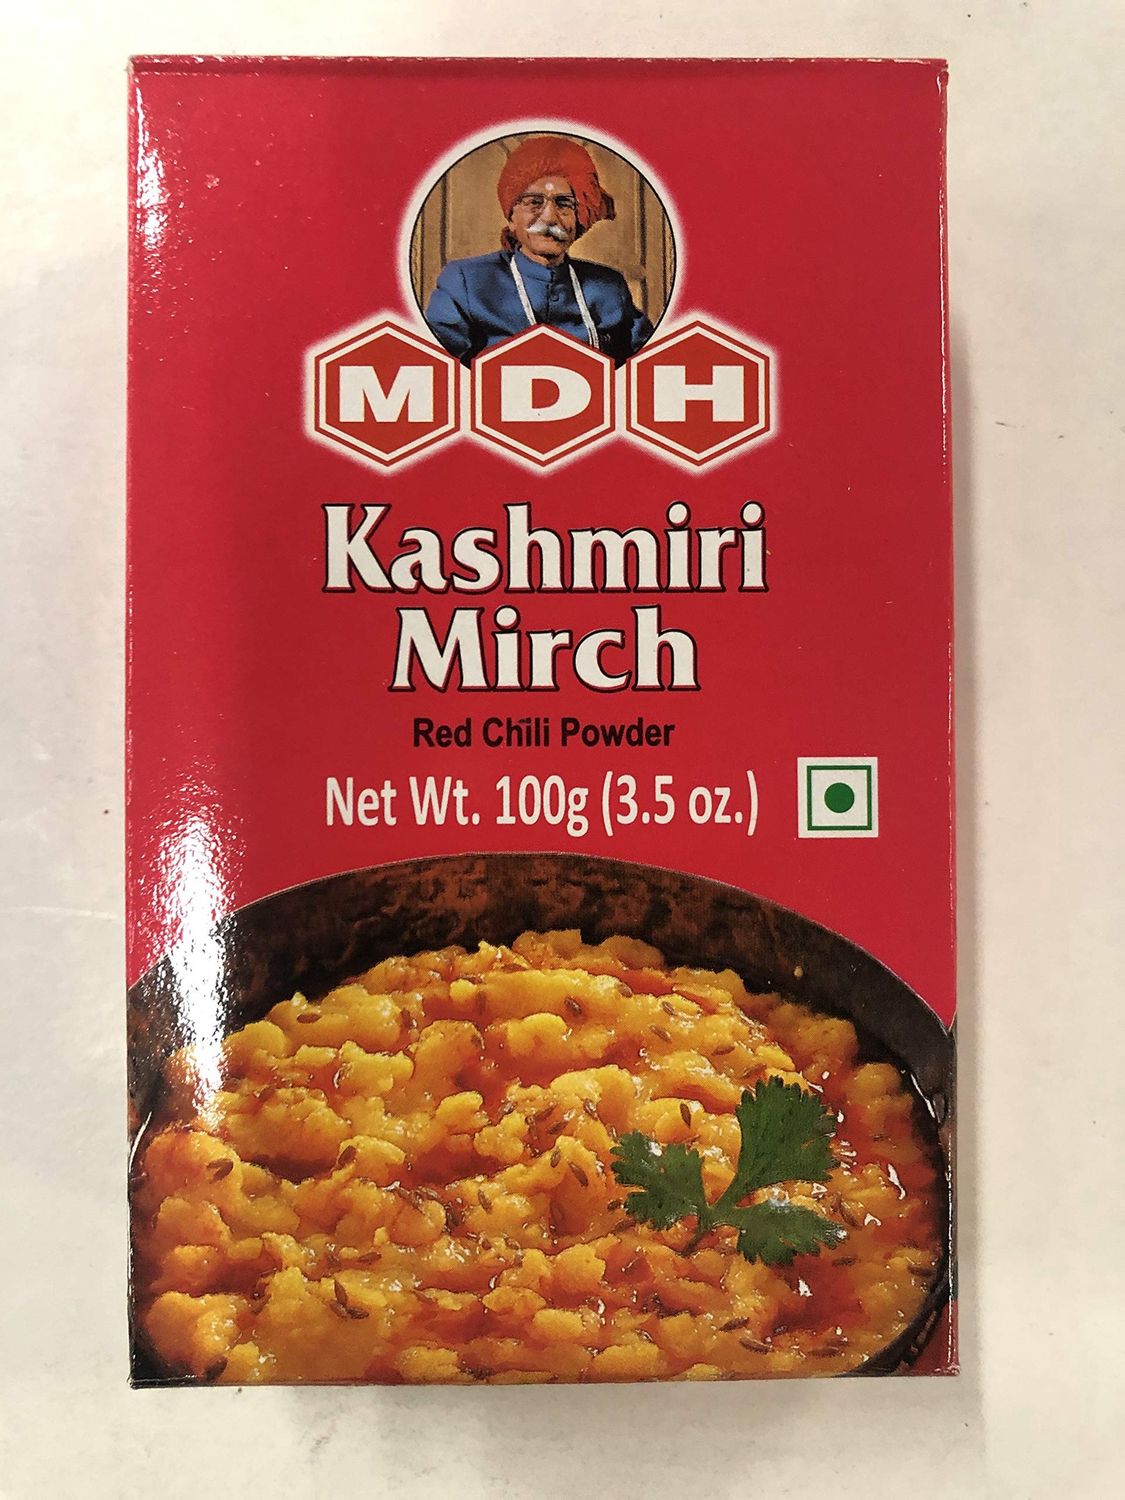 MDH
Kashmiri
Mirch
Red Chili Powder
Net Wt. 100g (3.5 oz.)